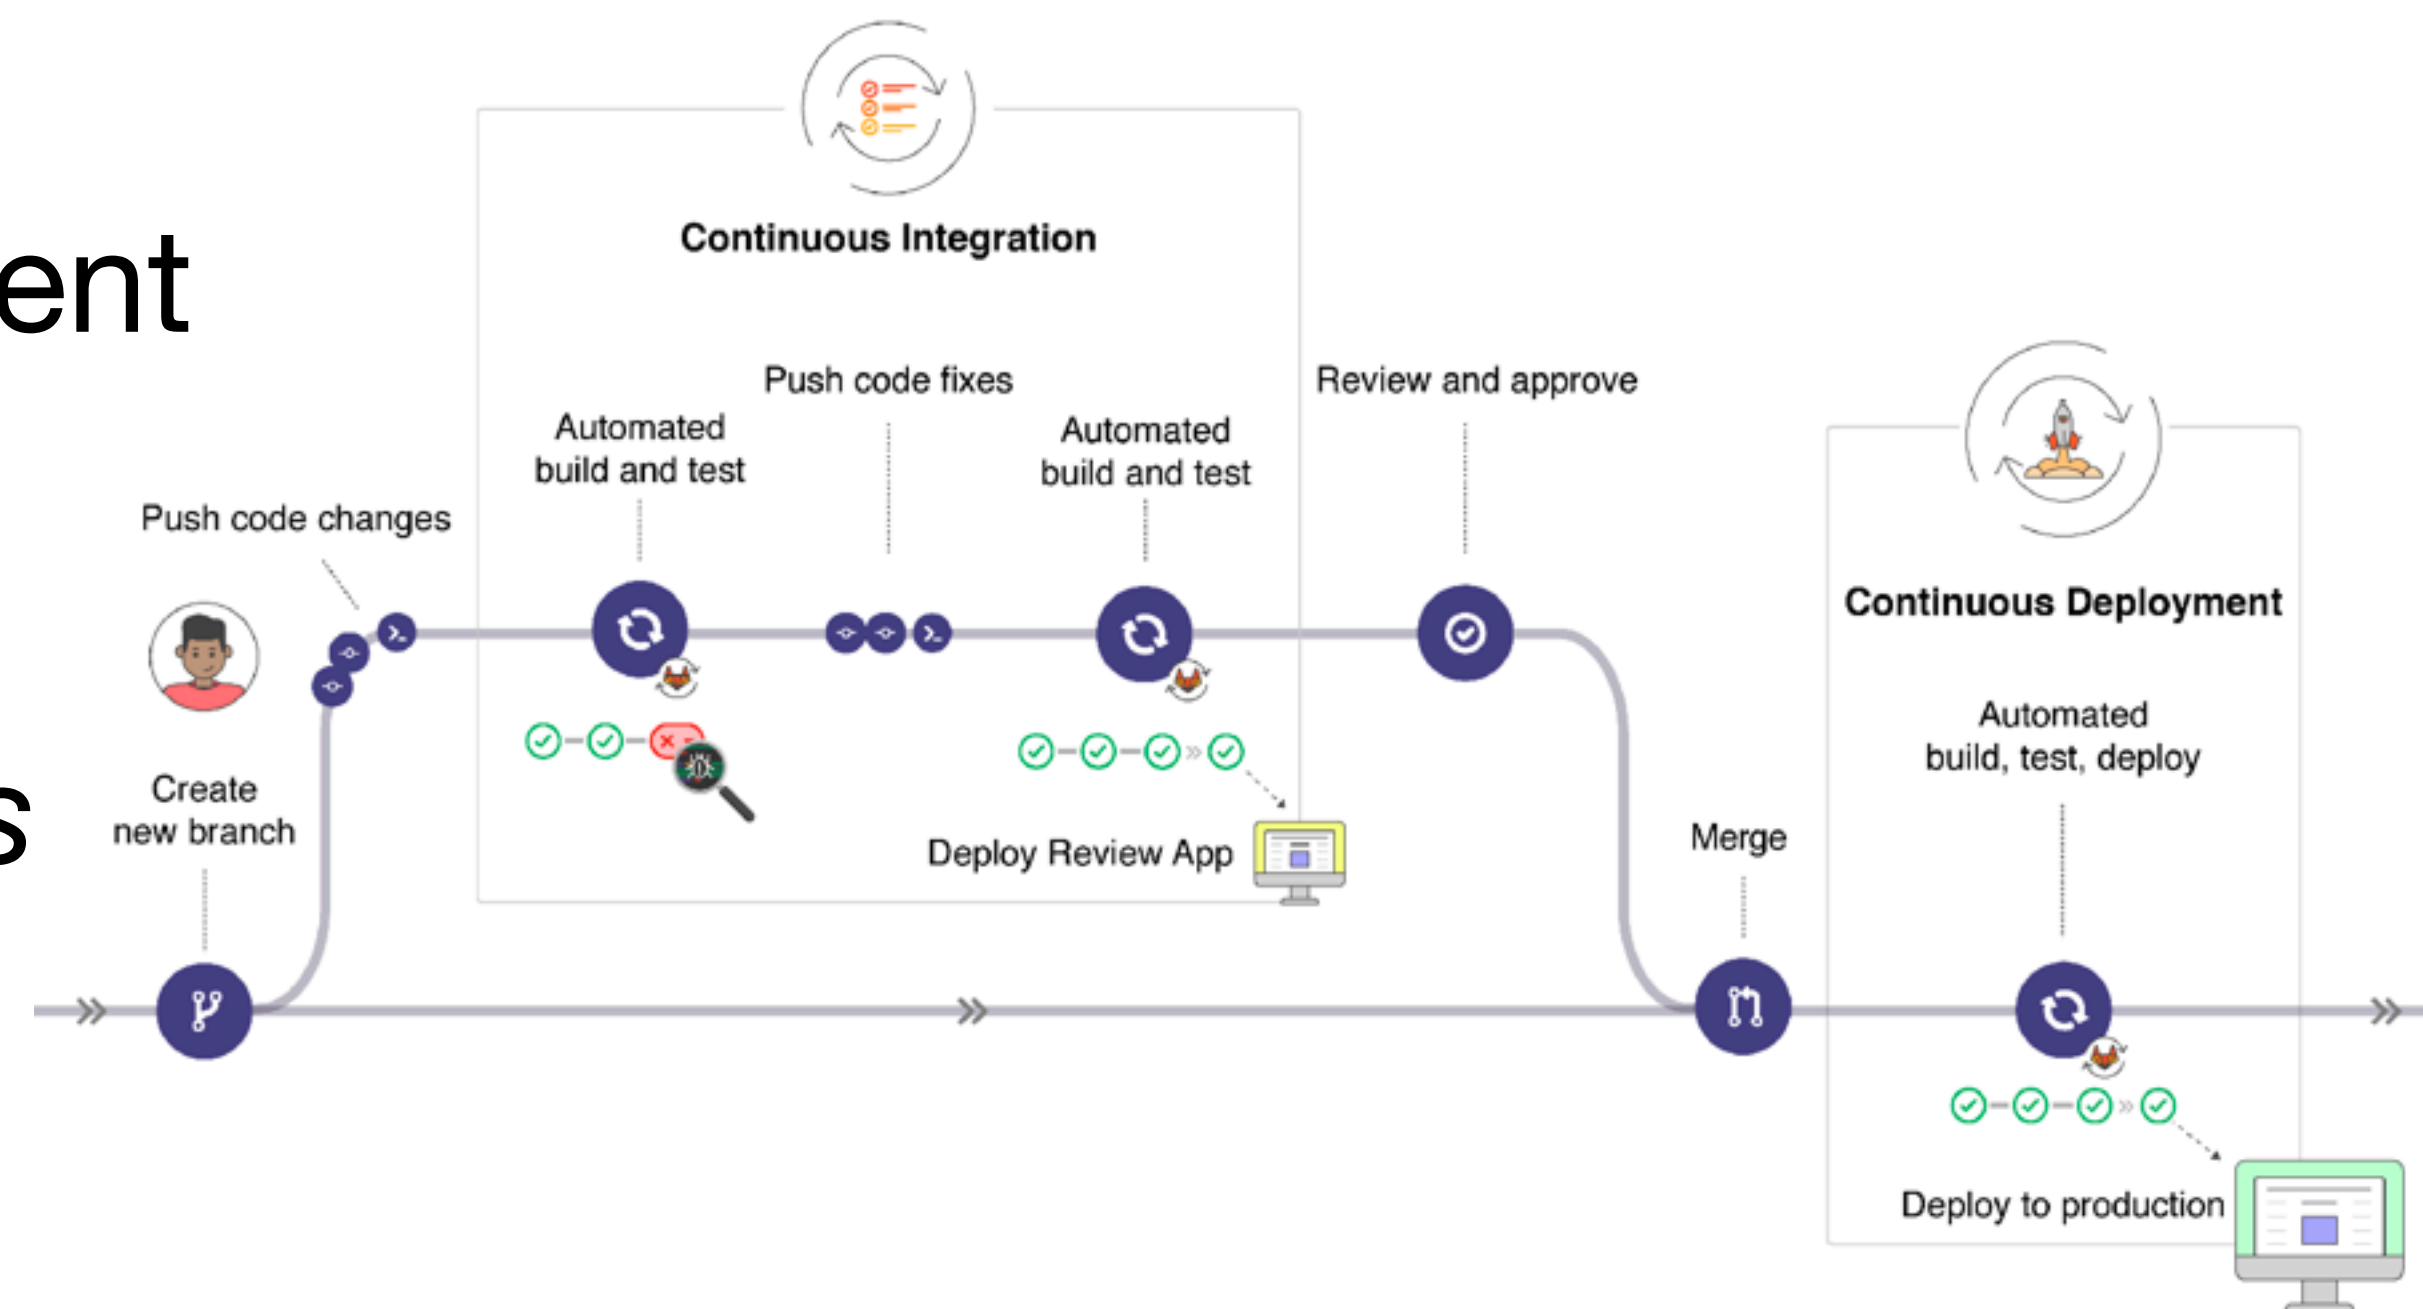 ent
s
Continuous Integration
Push code fixes
Review and approve
Automated
build and test
Automated
build and test
Push code changes
Continuous Deployment
Automated
build, test, deploy
Create
new branch
Deploy Review App
Merge
Deploy to production